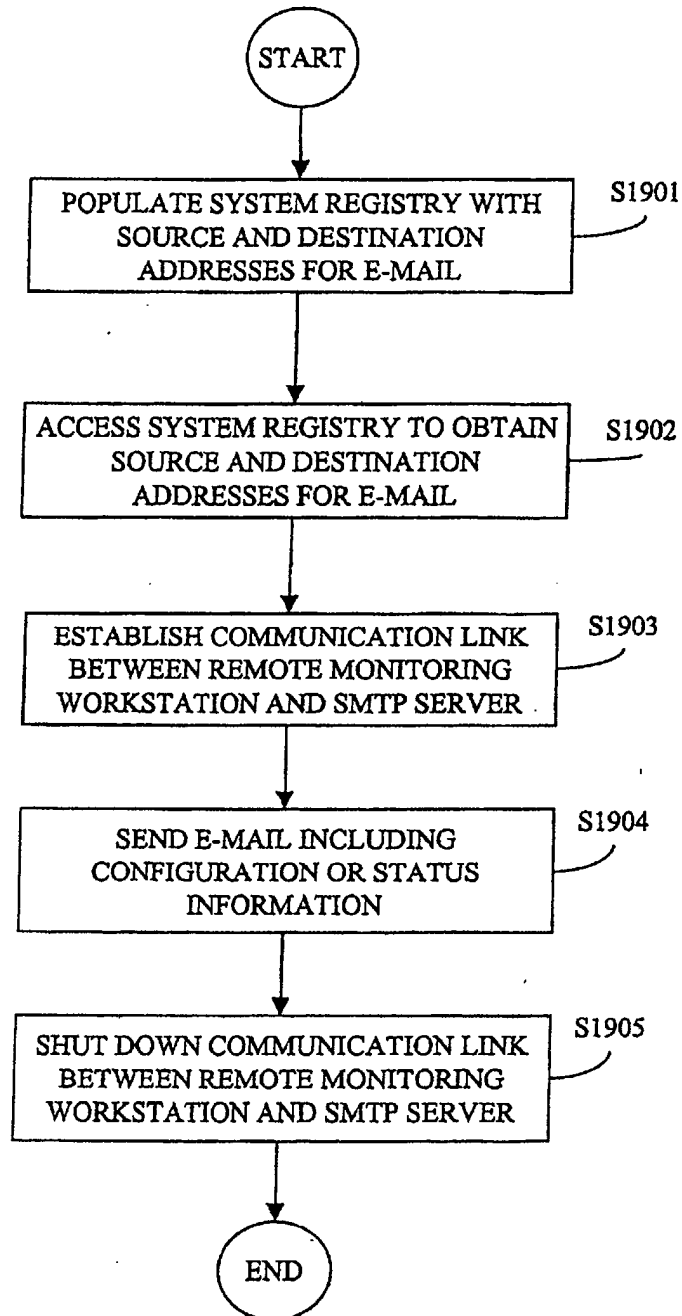 START
POPULATE SYSTEM REGISTRY WITH
SOURCE AND DESTINATION
ADDRESSES FOR E-MAIL
S1901
ACCESS SYSTEM REGISTRY TO OBTAIN
SOURCE AND DESTINATION
ADDRESSES FOR E-MAIL
S1902
ESTABLISH COMMUNICATION LINK
BETWEEN REMOTE MONITORING
WORKSTATION AND SMTP SERVER
S1903
SEND E-MAIL INCLUDING
CONFIGURATION OR STATUS
INFORMATION
S1904
SHUT DOWN COMMUNICATION LINK
BETWEEN REMOTE MONITORING
WORKSTATION AND SMTP SERVER
S1905
END